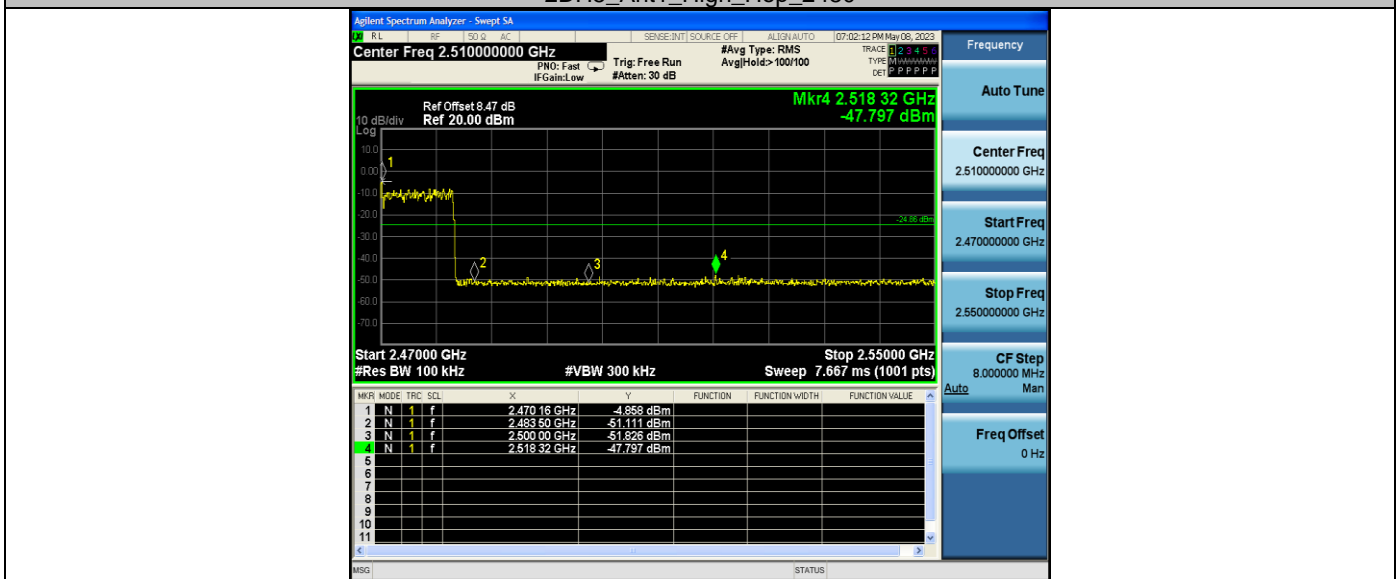 Agilent Spectrum Analyzer - Swept SA
RL RF 50 Ω AC SENSE:INT SOURCE OFF ALIGN AUTO 07:02:12 PM May 08, 2023
Center Freq 2.510000000 GHz #Avg Type: RMS TRACE 1 2 3 4 5 6
PNO: Fast Trig: Free Run Avg|Hold:>100/100 TYPE M
IFGain:Low #Atten: 30 dB DET P P P P P P
Frequency
Auto Tune
Center Freq
2.510000000 GHz
Start Freq
2.470000000 GHz
Stop Freq
2.550000000 GHz
CF Step
8.000000 MHz
Auto Man
Freq Offset
0 Hz
Mkr4 2.518 32 GHz
-47.797 dBm
Ref Offset 8.47 dB
10 dB/div Ref 20.00 dBm
Log
10.0
0.00
-10.0
-20.0
-30.0
-40.0
-50.0
-60.0
-70.0
1
2
3
4
-24.86 dBm
Start 2.47000 GHz Stop 2.55000 GHz
#Res BW 100 kHz #VBW 300 kHz Sweep 7.667 ms (1001 pts)
MKR MODE TRC SCL X Y FUNCTION FUNCTION WIDTH FUNCTION VALUE
1 N 1 f 2.470 16 GHz -4.858 dBm
2 N 1 f 2.483 50 GHz -51.111 dBm
3 N 1 f 2.500 00 GHz -51.826 dBm
4 N 1 f 2.518 32 GHz -47.797 dBm
5
6
7
8
9
10
11
MSG STATUS